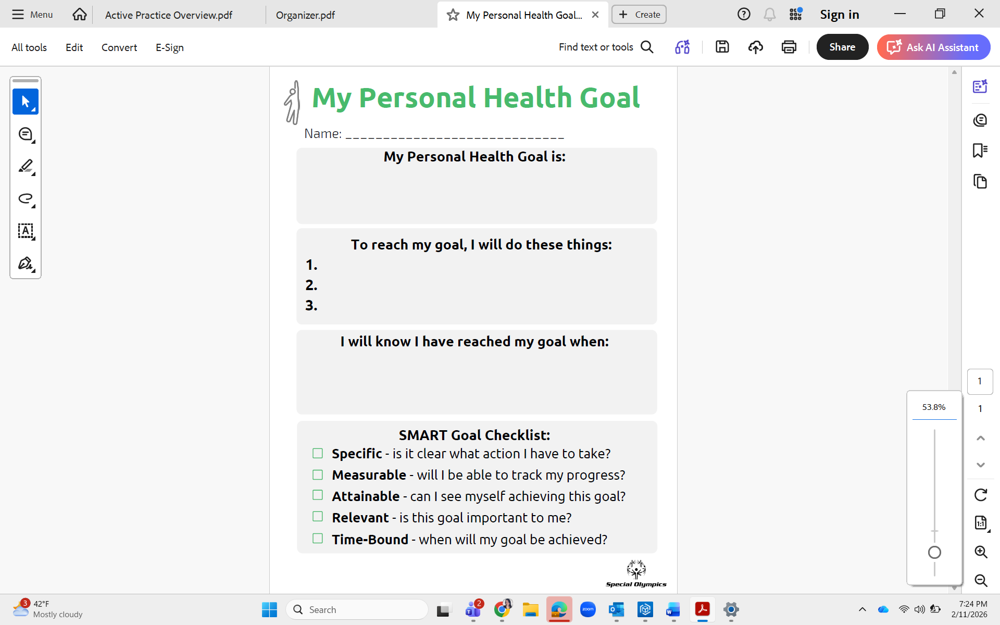 Menu
Active Practice Overview.pdf
Organizer.pdf
My Personal Health Goal...
Create
Sign in
All tools
Edit
Convert
E-Sign
Find text or tools
Share
Ask AI Assistant
My Personal Health Goal
Name: _____________________________
My Personal Health Goal is:
To reach my goal, I will do these things:
1.
2.
3.
I will know I have reached my goal when:
SMART Goal Checklist:
Specific - is it clear what action I have to take?
Measurable - will I be able to track my progress?
Attainable - can I see myself achieving this goal?
Relevant - is this goal important to me?
Time-Bound - when will my goal be achieved?
Special Olympics
A
1
53.8%
1
1:1
3
42°F
Mostly cloudy
Search
T
2
zoom
W
7:24 PM
2/11/2026